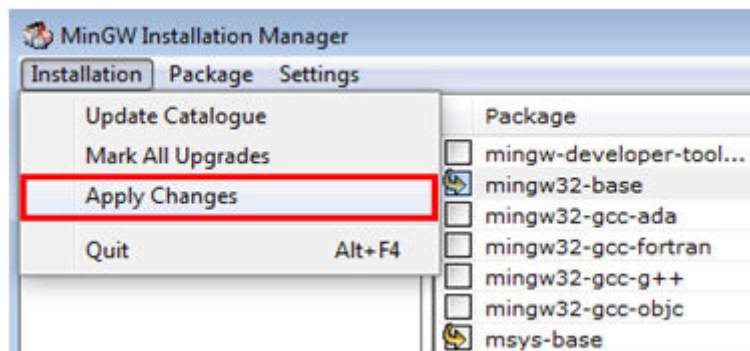 MinGW Installation Manager
Installation Package Settings
Update Catalogue
Mark All Upgrades
Apply Changes
Quit Alt+F4
Package
mingw-developer-tool...
mingw32-base
mingw32-gcc-ada
mingw32-gcc-fortran
mingw32-gcc-g++
mingw32-gcc-objc
msys-base